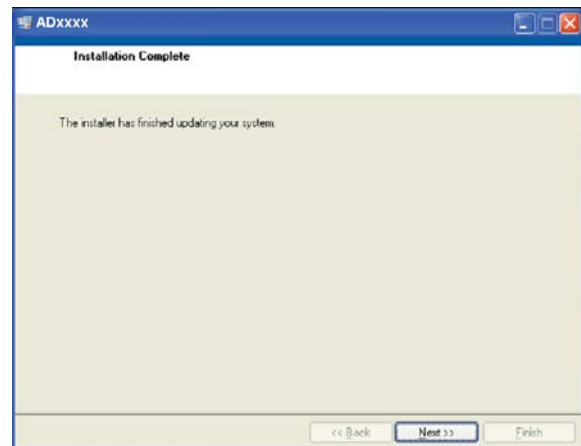 ADxxxx
Installation Complete
The installer has finished updating your system.
<< Back Next >> Finish